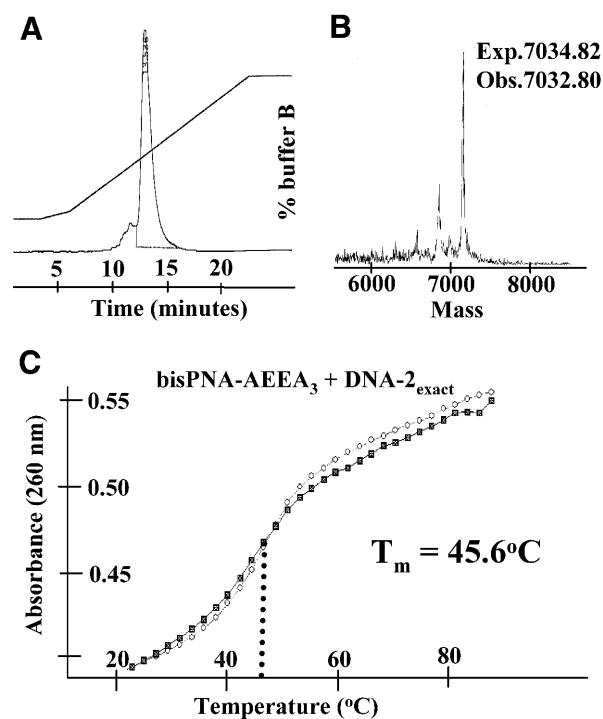 A
% buffer B
5 10 15 20
Time (minutes)
B
Exp.7034.82
Obs.7032.80
6000 7000 8000
Mass
C
bisPNA-AEEA₃ + DNA-2exact
Absorbance (260 nm)
0.55
0.50
0.45
Tm = 45.6°C
20 40 60 80
Temperature (°C)